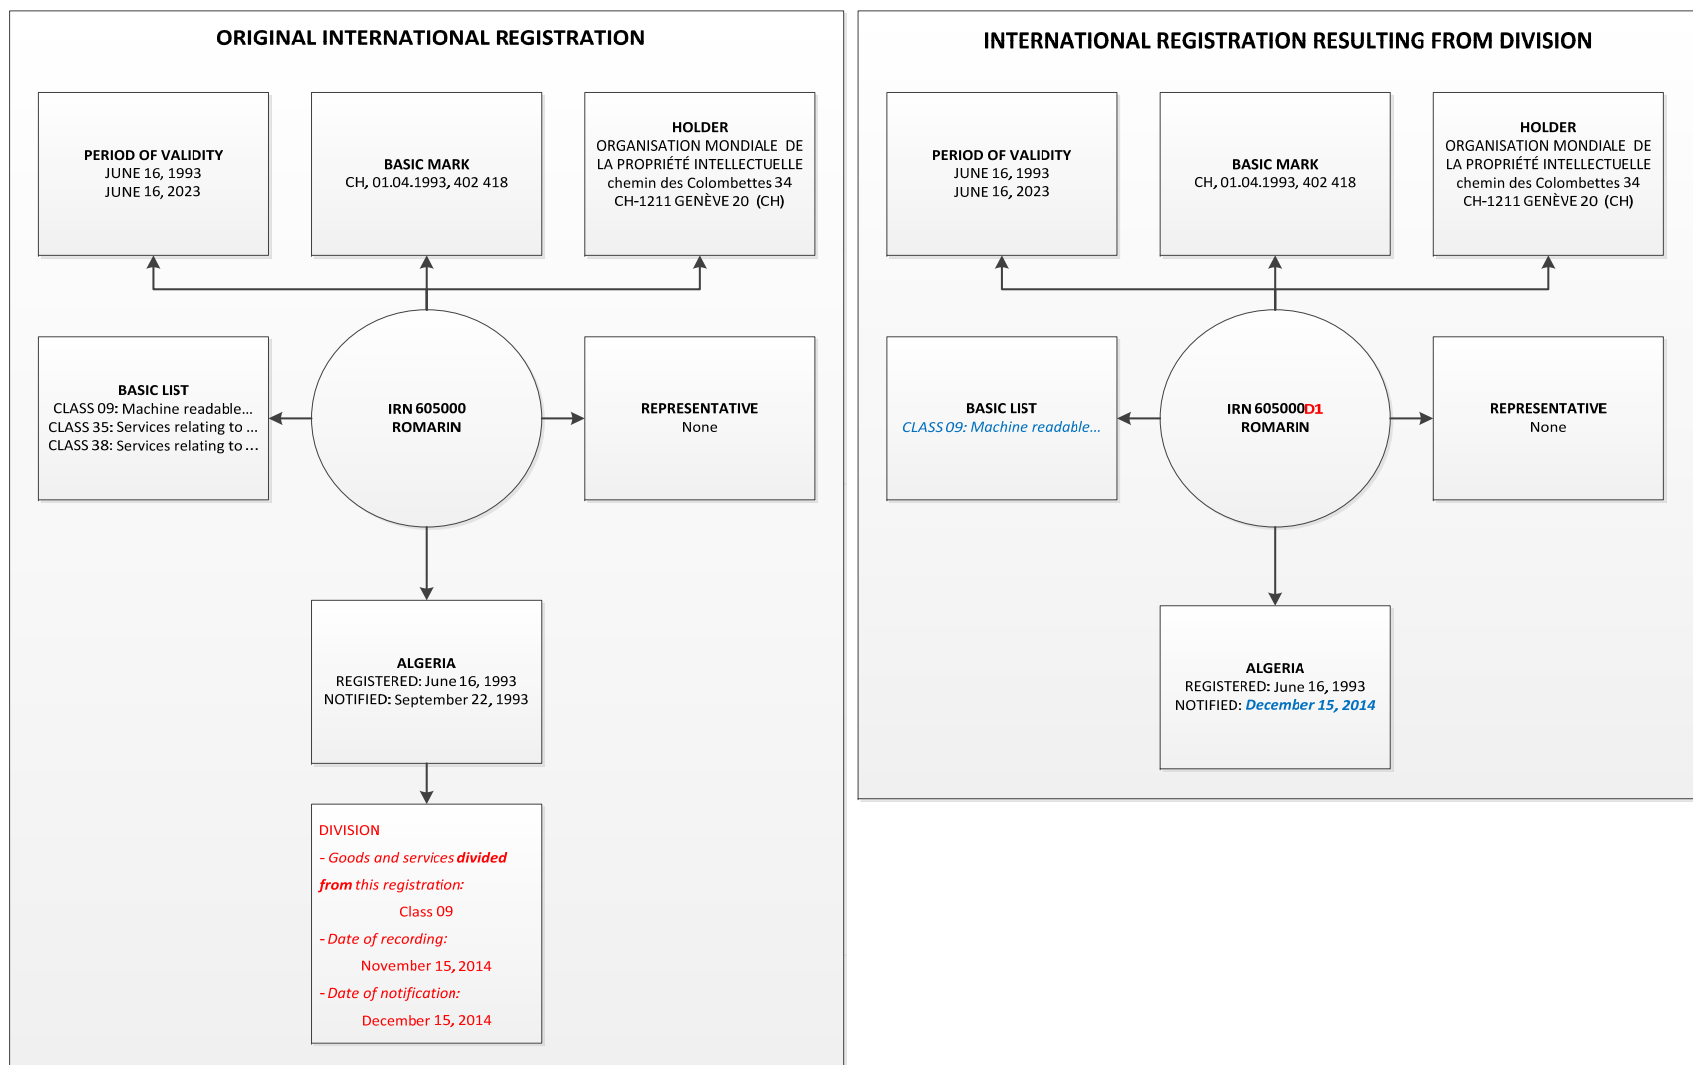 ORIGINAL INTERNATIONAL REGISTRATION
PERIOD OF VALIDITY
JUNE 16, 1993
JUNE 16, 2023
BASIC MARK
CH, 01.04.1993, 402 418
HOLDER
ORGANISATION MONDIALE DE
LA PROPRIÉTÉ INTELLECTUELLE
chemin des Colombettes 34
CH-1211 GENÈVE 20 (CH)
BASIC LIST
CLASS 09: Machine readable...
CLASS 35: Services relating to ...
CLASS 38: Services relating to ...
IRN 605000
ROMARIN
REPRESENTATIVE
None
ALGERIA
REGISTERED: June 16, 1993
NOTIFIED: September 22, 1993
DIVISION
- Goods and services divided
from this registration:
Class 09
- Date of recording:
November 15, 2014
- Date of notification:
December 15, 2014
INTERNATIONAL REGISTRATION RESULTING FROM DIVISION
PERIOD OF VALIDITY
JUNE 16, 1993
JUNE 16, 2023
BASIC MARK
CH, 01.04.1993, 402 418
HOLDER
ORGANISATION MONDIALE DE
LA PROPRIÉTÉ INTELLECTUELLE
chemin des Colombettes 34
CH-1211 GENÈVE 20 (CH)
BASIC LIST
CLASS 09: Machine readable...
IRN 605000D1
ROMARIN
REPRESENTATIVE
None
ALGERIA
REGISTERED: June 16, 1993
NOTIFIED: December 15, 2014